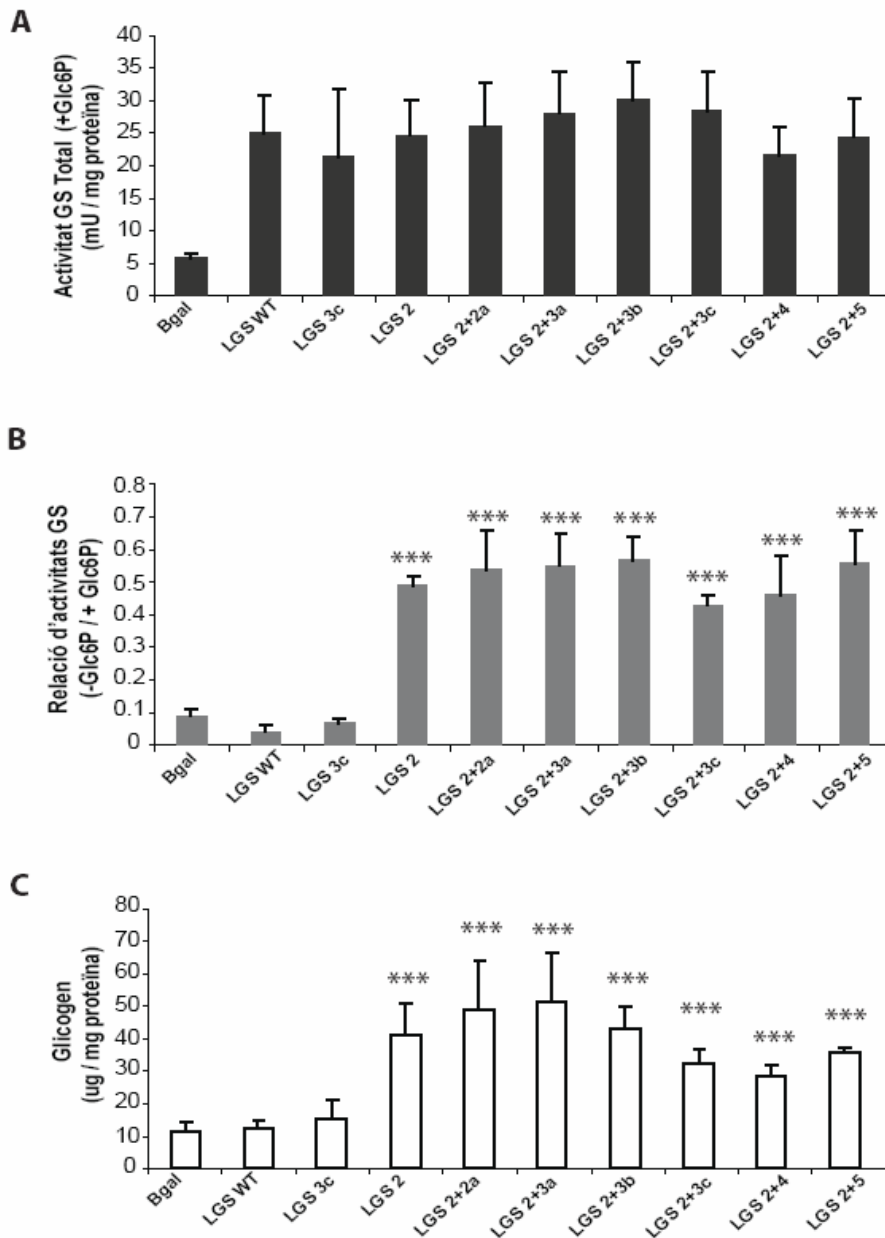 A
Activitat GS Total (+Glc6P)
(mU / mg proteïna)
40
35
30
25
20
15
10
5
0
Bgal
LGS WT
LGS 3c
LGS 2
LGS 2+2a
LGS 2+3a
LGS 2+3b
LGS 2+3c
LGS 2+4
LGS 2+5
B
Relació d'activitats GS
(-Glc6P / + Glc6P)
0.8
0.7
0.6
0.5
0.4
0.3
0.2
0.1
0
***
***
***
***
***
***
***
Bgal
LGS WT
LGS 3c
LGS 2
LGS 2+2a
LGS 2+3a
LGS 2+3b
LGS 2+3c
LGS 2+4
LGS 2+5
C
Glicogen
(ug / mg proteïna)
80
70
60
50
40
30
20
10
0
***
***
***
***
***
***
***
Bgal
LGS WT
LGS 3c
LGS 2
LGS 2+2a
LGS 2+3a
LGS 2+3b
LGS 2+3c
LGS 2+4
LGS 2+5